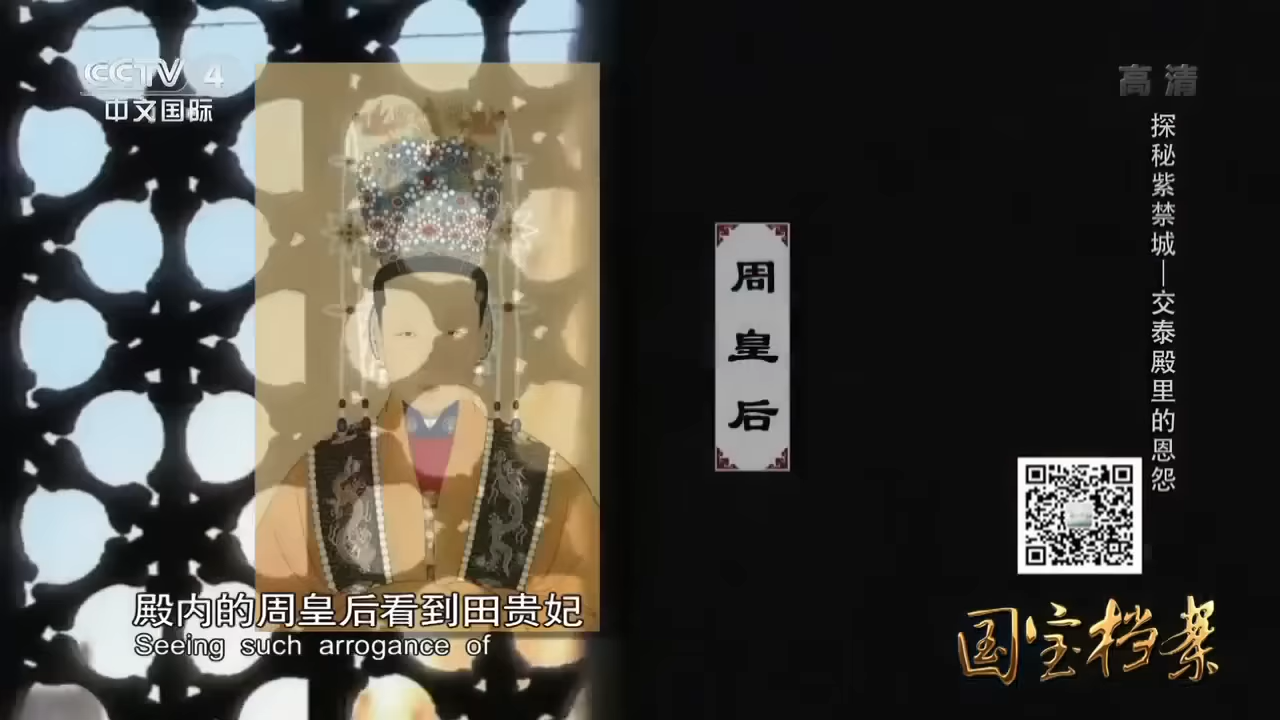 CCTV 4
中文国际
高清
探秘紫禁城—交泰殿里的恩怨
周皇后
殿内的周皇后看到田贵妃
Seeing such arrogance of
国宝档案